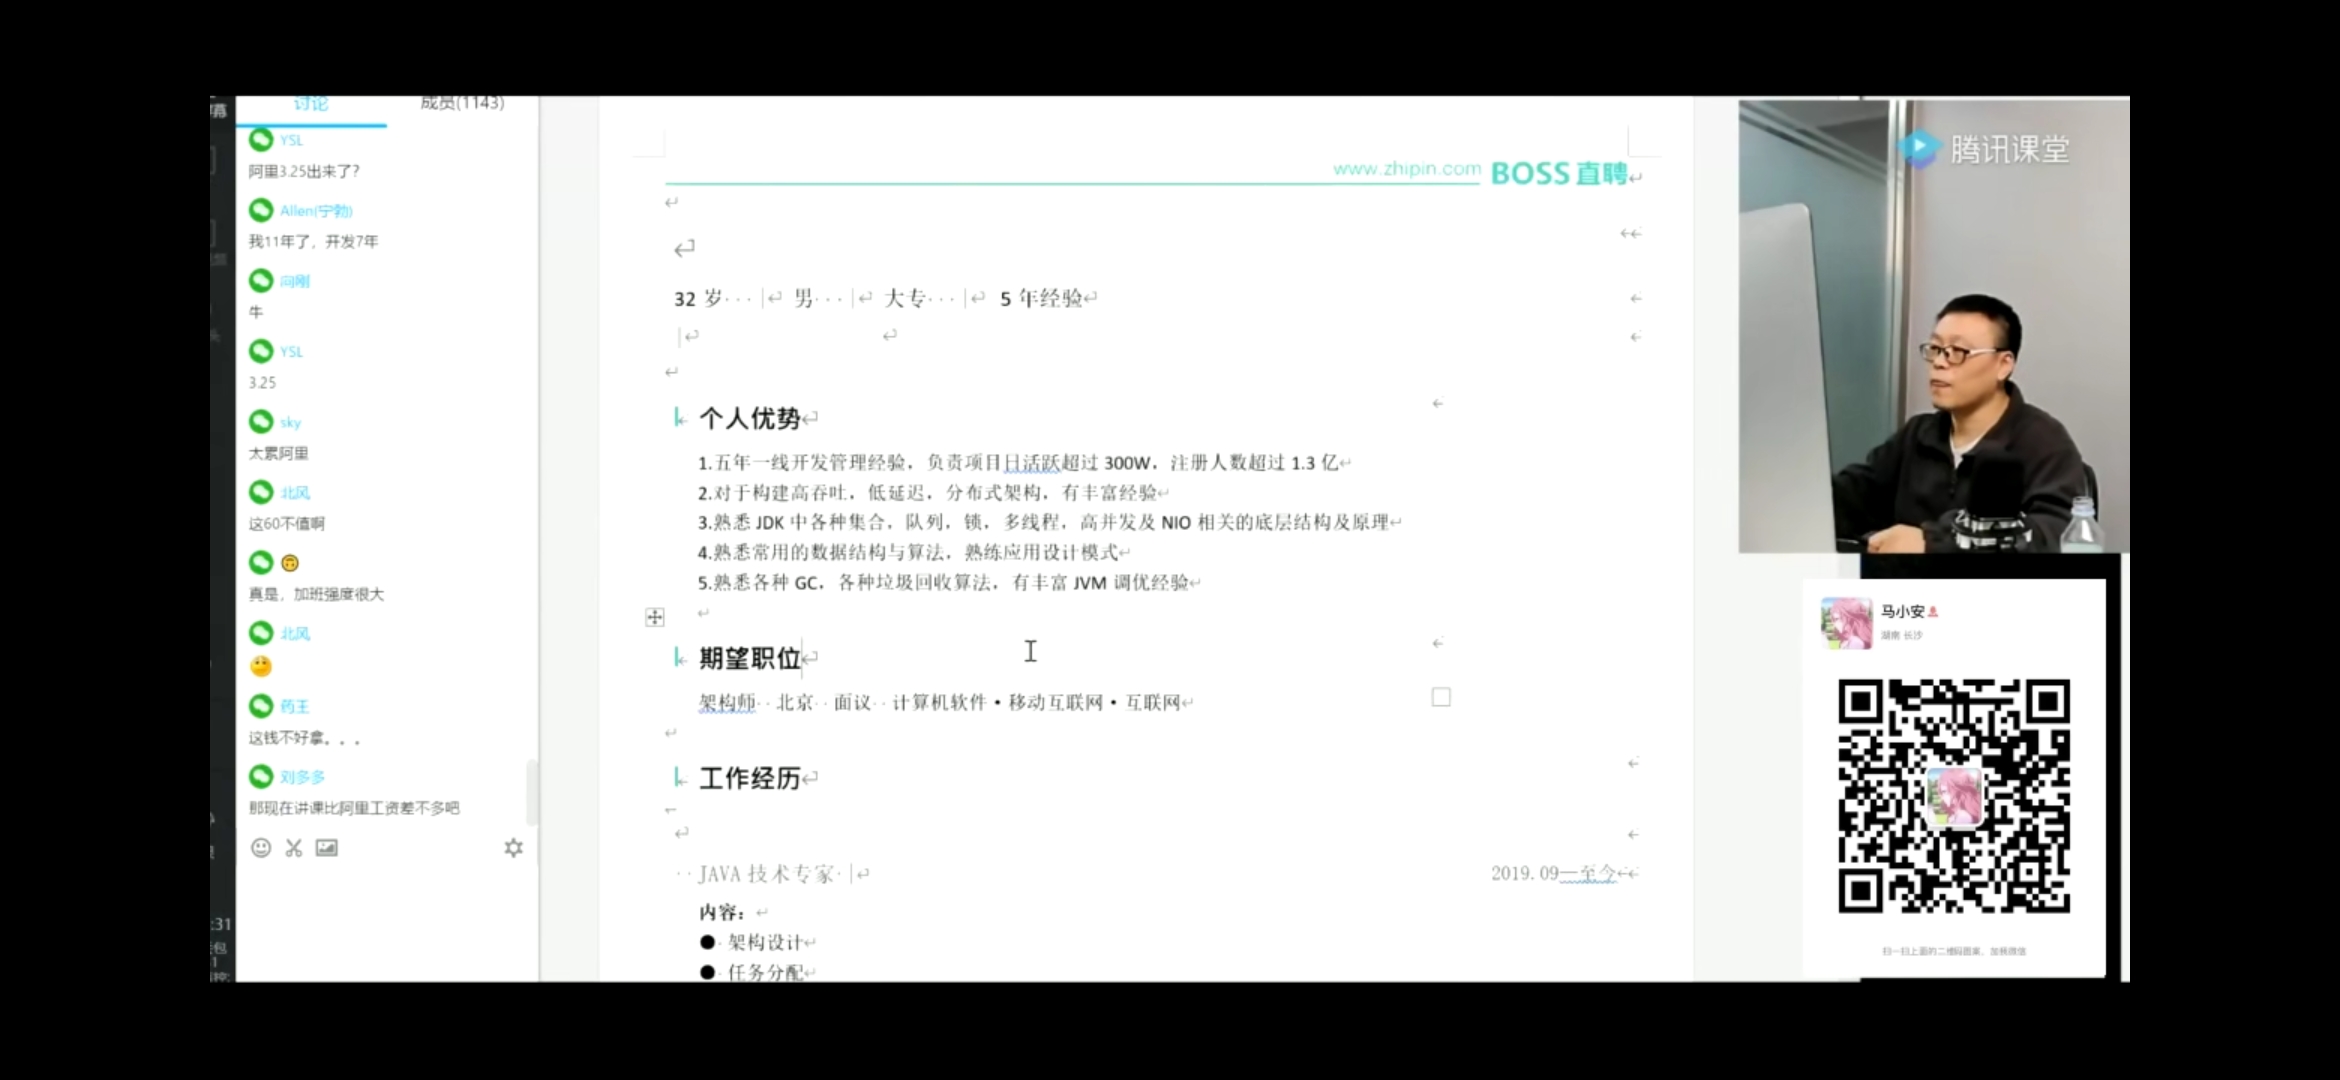 讨论
成员(1143)
YSL
阿里3.25出来了?
Allen(宁勃)
我11年了，开发7年
问刚
牛
YSL
3.25
sky
太累阿里
北风
这60不值啊
真是，加班强度很大
北风
药王
这钱不好拿。。。
刘多多
那现在讲课比阿里工资差不多吧
www.zhipin.com BOSS直聘
32 岁 男 大专 5 年经验
个人优势
1.五年一线开发管理经验，负责项目日活跃超过 300W，注册人数超过 1.3 亿
2.对于构建高吞吐，低延迟，分布式架构，有丰富经验
3.熟悉 JDK 中各种集合，队列，锁，多线程，高并发及 NIO 相关的底层结构及原理
4.熟悉常用的数据结构与算法，熟练应用设计模式
5.熟悉各种 GC，各种垃圾回收算法，有丰富 JVM 调优经验
期望职位
架构师 北京 面议 计算机软件·移动互联网·互联网
工作经历
JAVA 技术专家 2019.09—至今
内容：
● 架构设计
● 任务分配
腾讯课堂
马小安
湖南 长沙
扫一扫上面的二维码图案，加我微信